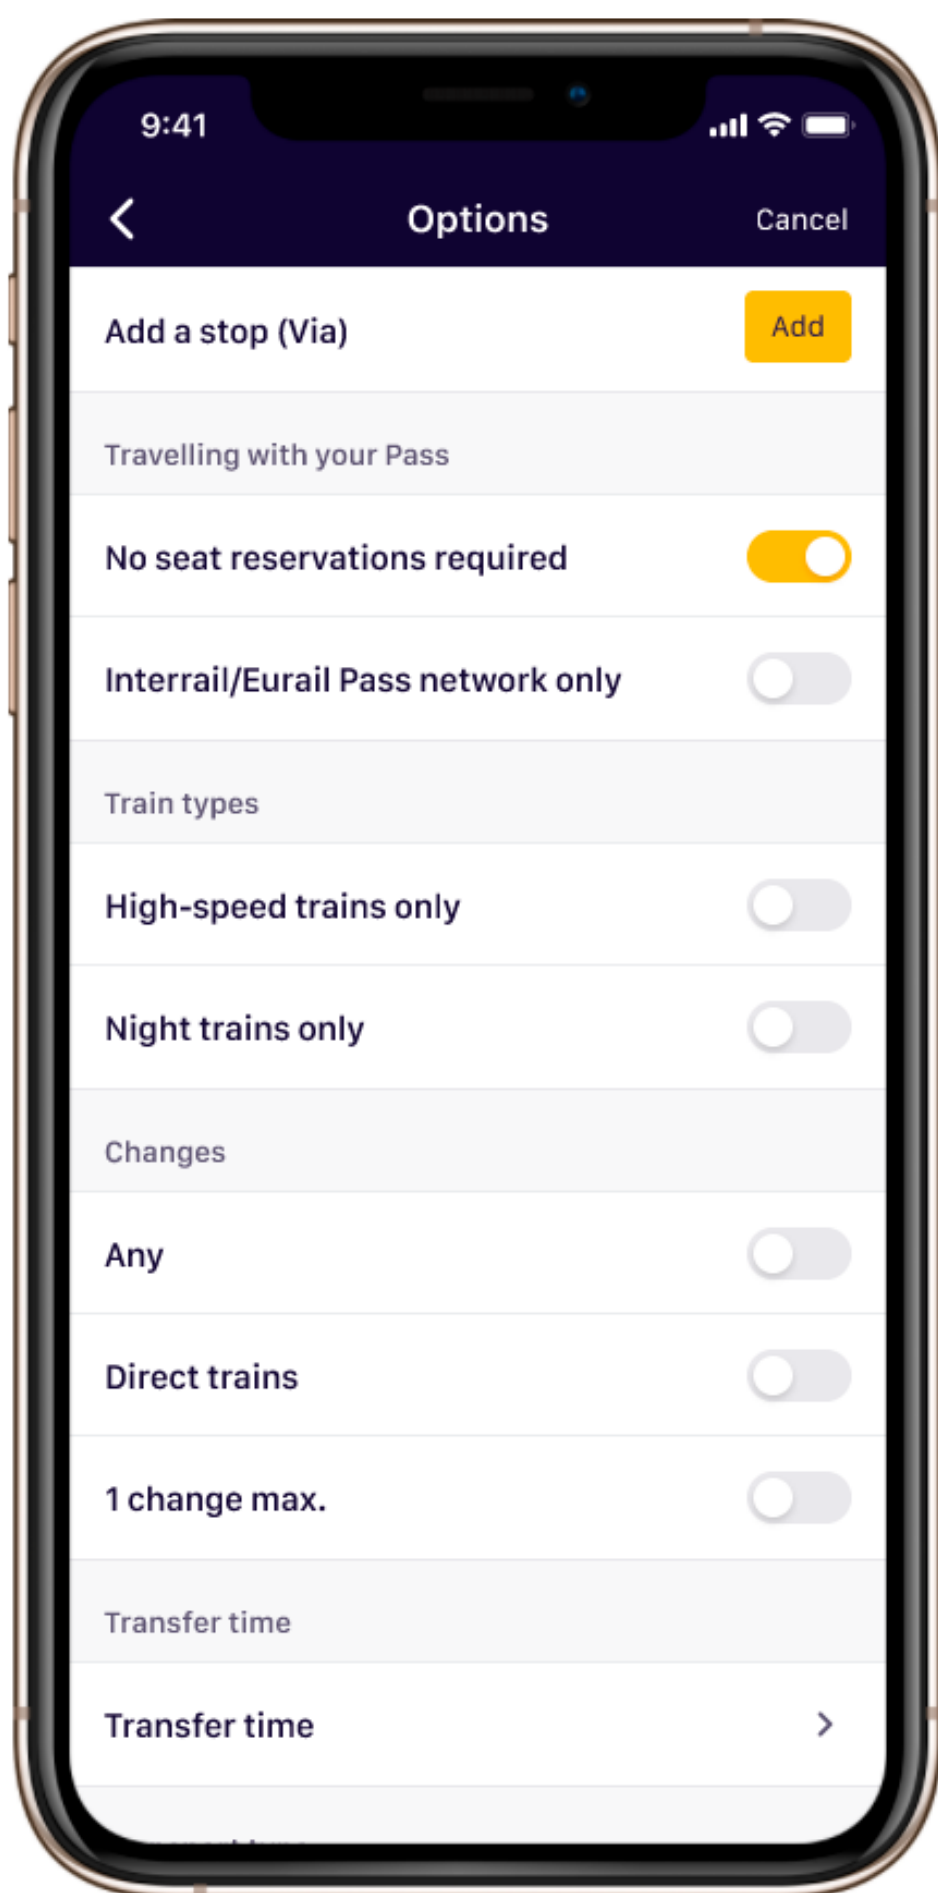 9:41
Options
Cancel
Add a stop (Via)
Add
Travelling with your Pass
No seat reservations required
Interrail/Eurail Pass network only
Train types
High-speed trains only
Night trains only
Changes
Any
Direct trains
1 change max.
Transfer time
Transfer time